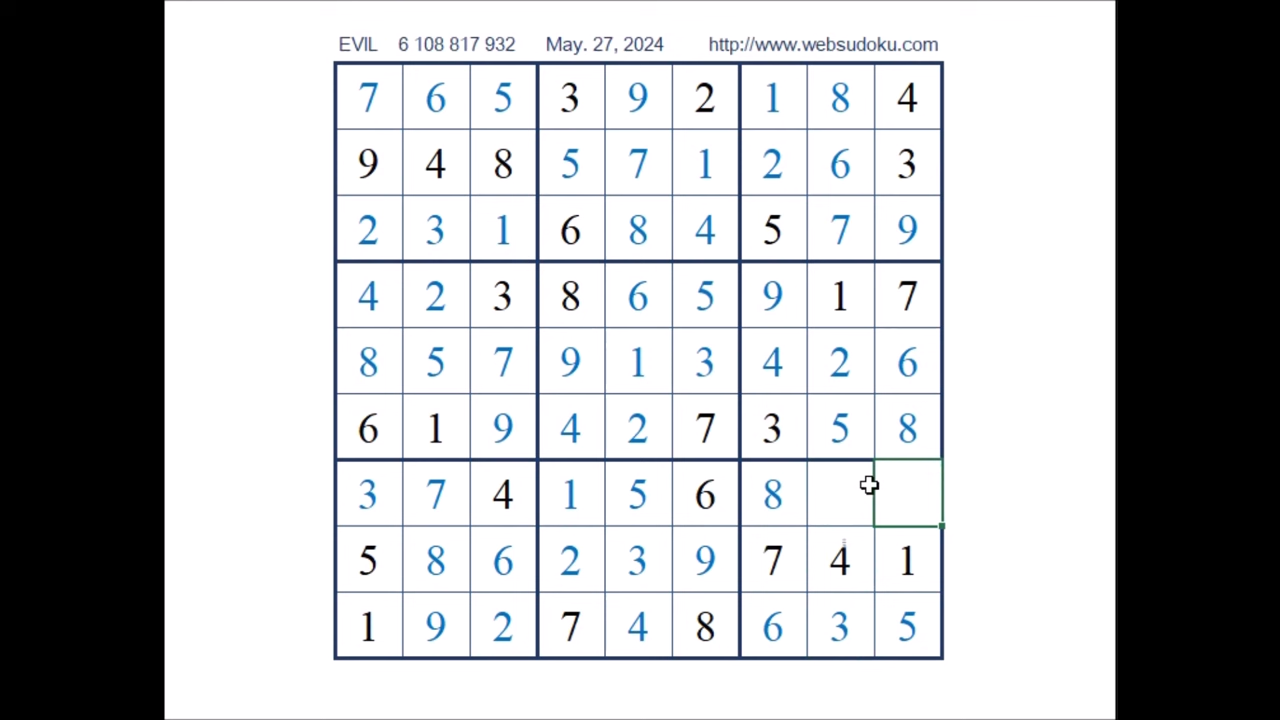 EVIL 6 108 817 932 May. 27, 2024 http://www.websudoku.com
7 6 5 3 9 2 1 8 4
9 4 8 5 7 1 2 6 3
2 3 1 6 8 4 5 7 9
4 2 3 8 6 5 9 1 7
8 5 7 9 1 3 4 2 6
6 1 9 4 2 7 3 5 8
3 7 4 1 5 6 8
5 8 6 2 3 9 7 4 1
1 9 2 7 4 8 6 3 5